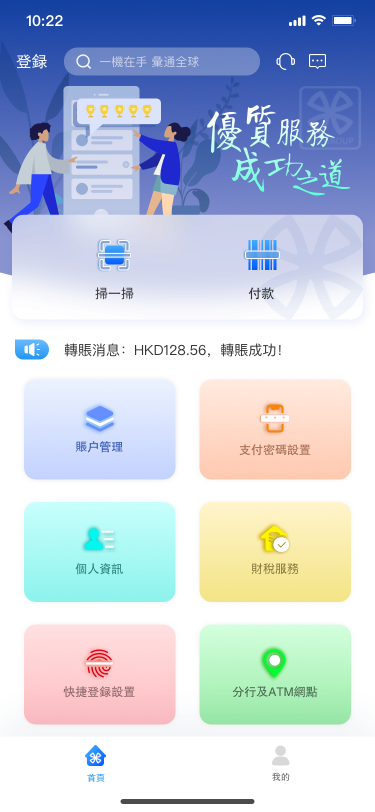 10:22
登録
一機在手 彙通全球
優質服務
成功之道
掃一掃
付款
轉賬消息：HKD128.56，轉賬成功！
賬户管理
支付密碼設置
個人資訊
財稅服務
快捷登錄設置
分行及ATM網點
首頁
我的